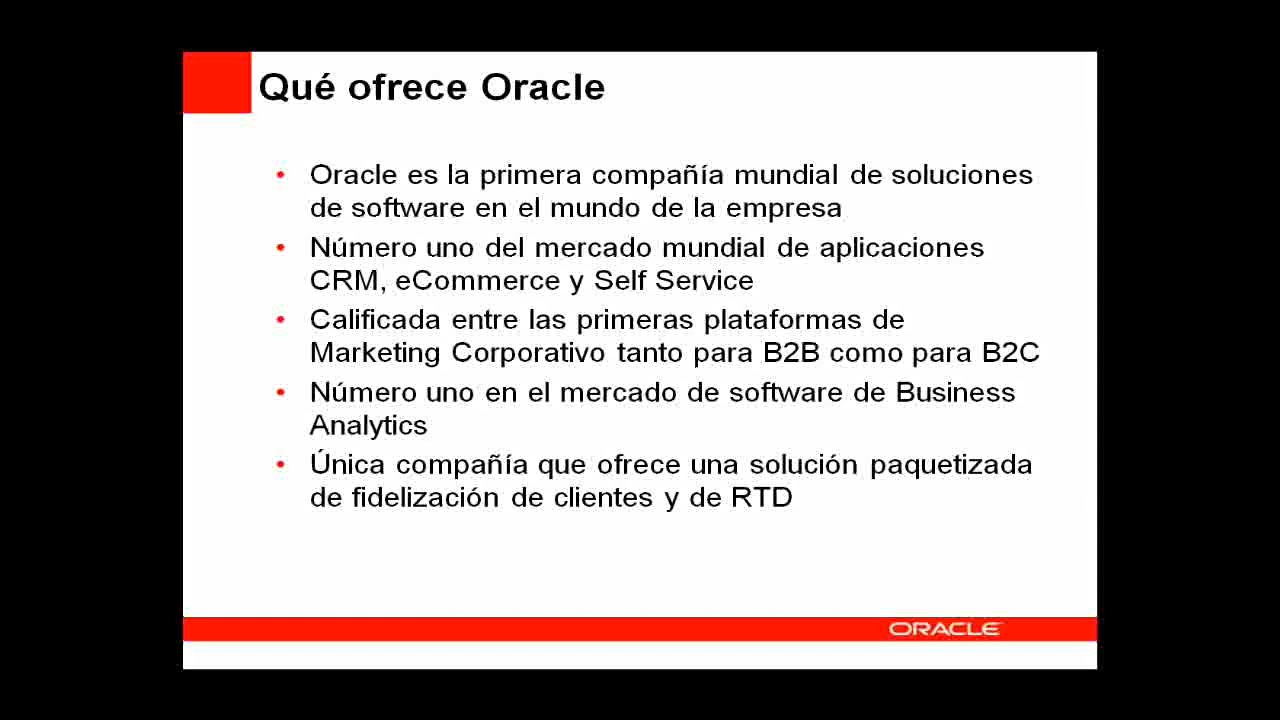 Qué ofrece Oracle
• Oracle es la primera compañía mundial de soluciones
de software en el mundo de la empresa
• Número uno del mercado mundial de aplicaciones
CRM, eCommerce y Self Service
• Calificada entre las primeras plataformas de
Marketing Corporativo tanto para B2B como para B2C
• Número uno en el mercado de software de Business
Analytics
• Única compañía que ofrece una solución paquetizada
de fidelización de clientes y de RTD
ORACLE